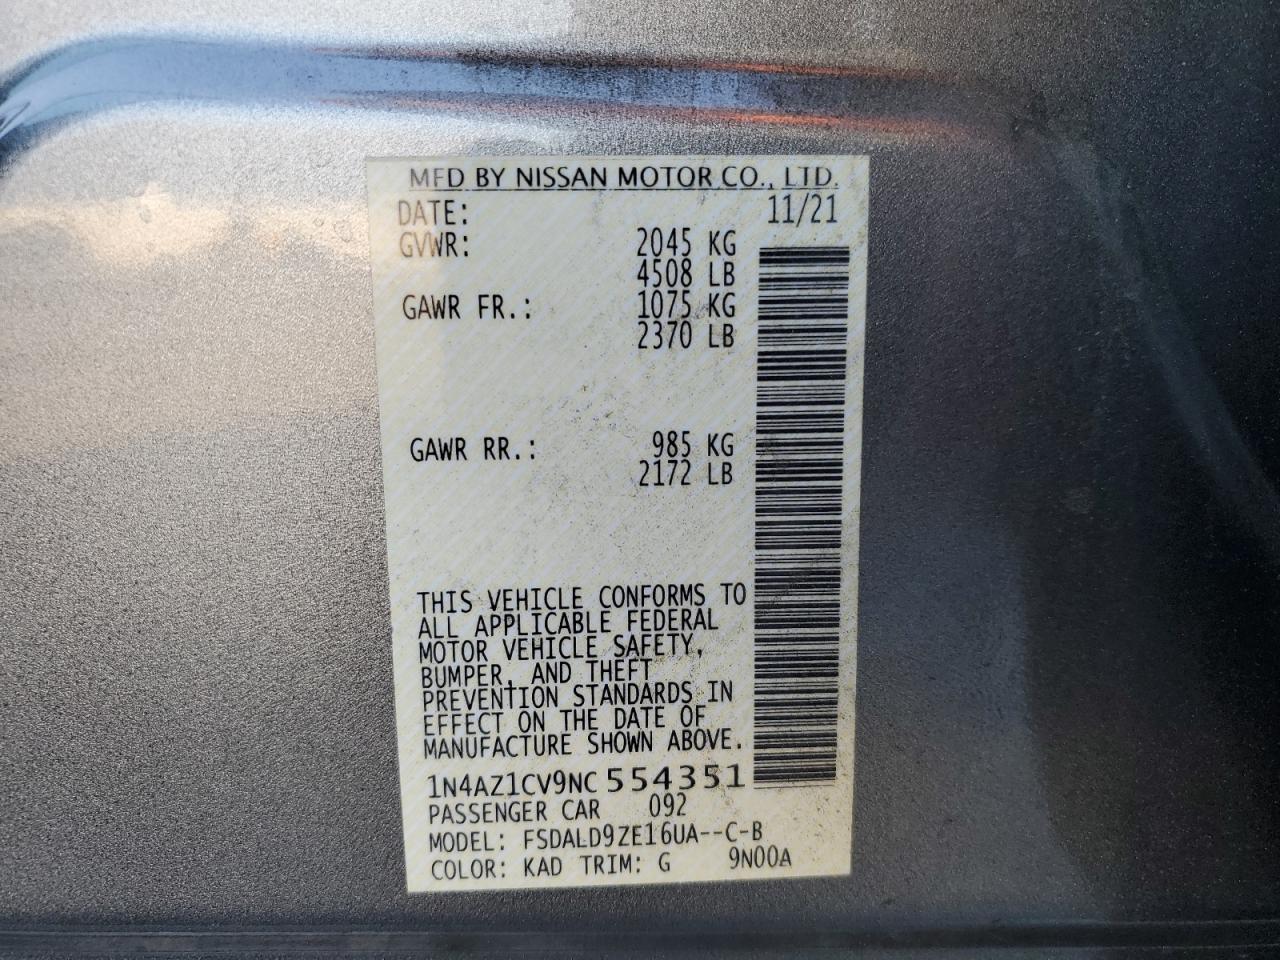 MFD BY NISSAN MOTOR CO., LTD.
DATE: 11/21
GVWR: 2045 KG
4508 LB
GAWR FR.: 1075 KG
2370 LB
GAWR RR.: 985 KG
2172 LB
THIS VEHICLE CONFORMS TO
ALL APPLICABLE FEDERAL
MOTOR VEHICLE SAFETY,
BUMPER, AND THEFT
PREVENTION STANDARDS IN
EFFECT ON THE DATE OF
MANUFACTURE SHOWN ABOVE.
1N4AZ1CV9NC554351
PASSENGER CAR 092
MODEL: FSDALD9ZE16UA--C-B
COLOR: KAD TRIM: G 9N00A